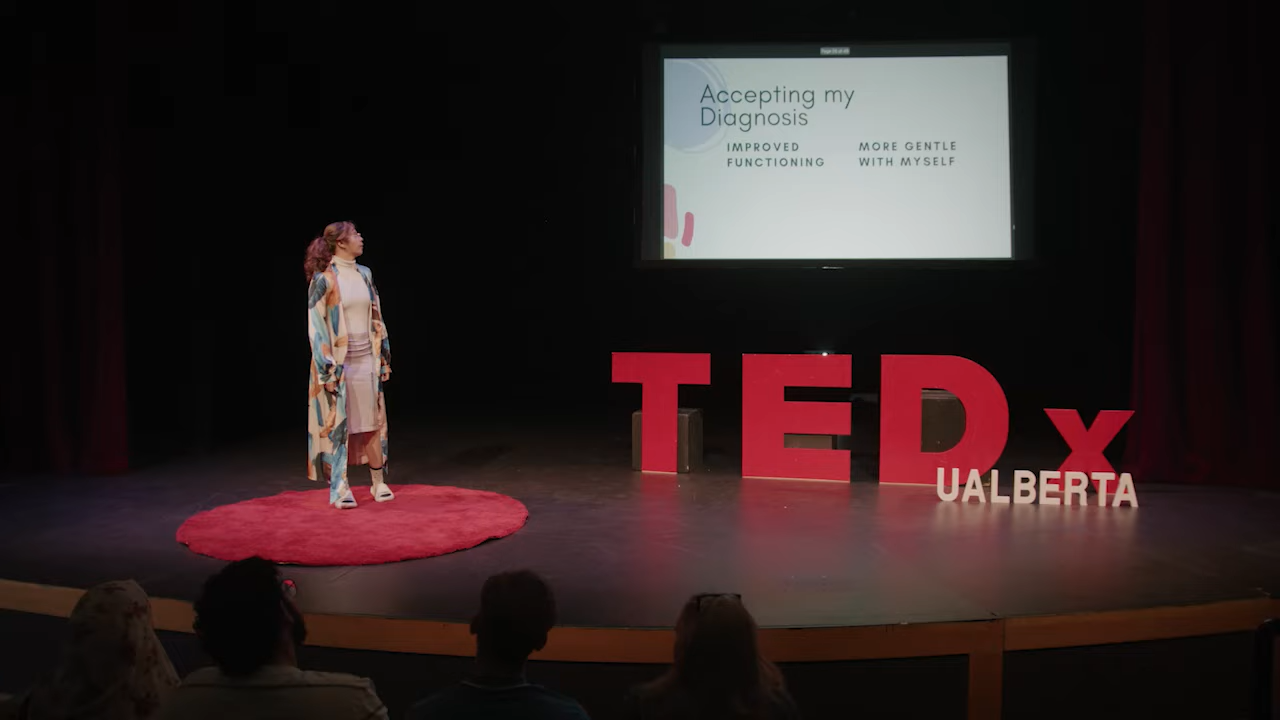 Accepting my
Diagnosis
IMPROVED
FUNCTIONING
MORE GENTLE
WITH MYSELF
TEDx
UALBERTA